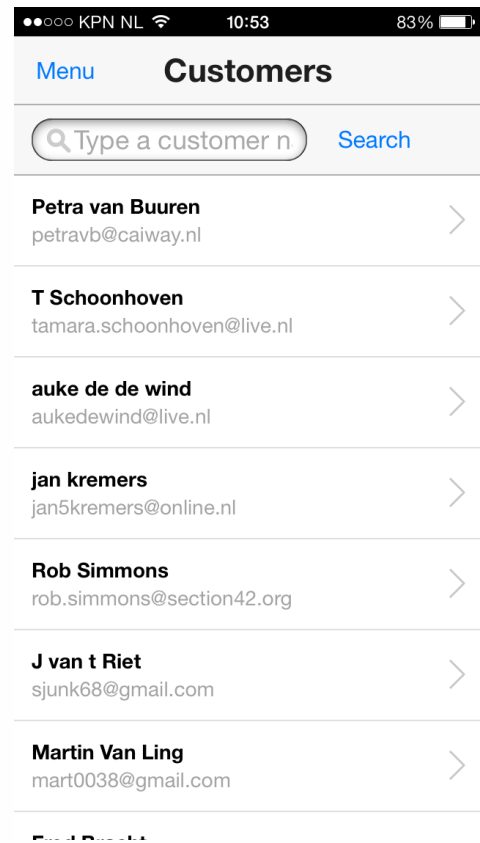 KPN NL 10:53 83%
Menu Customers
Type a customer n Search
Petra van Buuren
petravb@caiway.nl
T Schoonhoven
tamara.schoonhoven@live.nl
auke de de wind
aukedewind@live.nl
jan kremers
jan5kremers@online.nl
Rob Simmons
rob.simmons@section42.org
J van t Riet
sjunk68@gmail.com
Martin Van Ling
mart0038@gmail.com
Fred Bracht